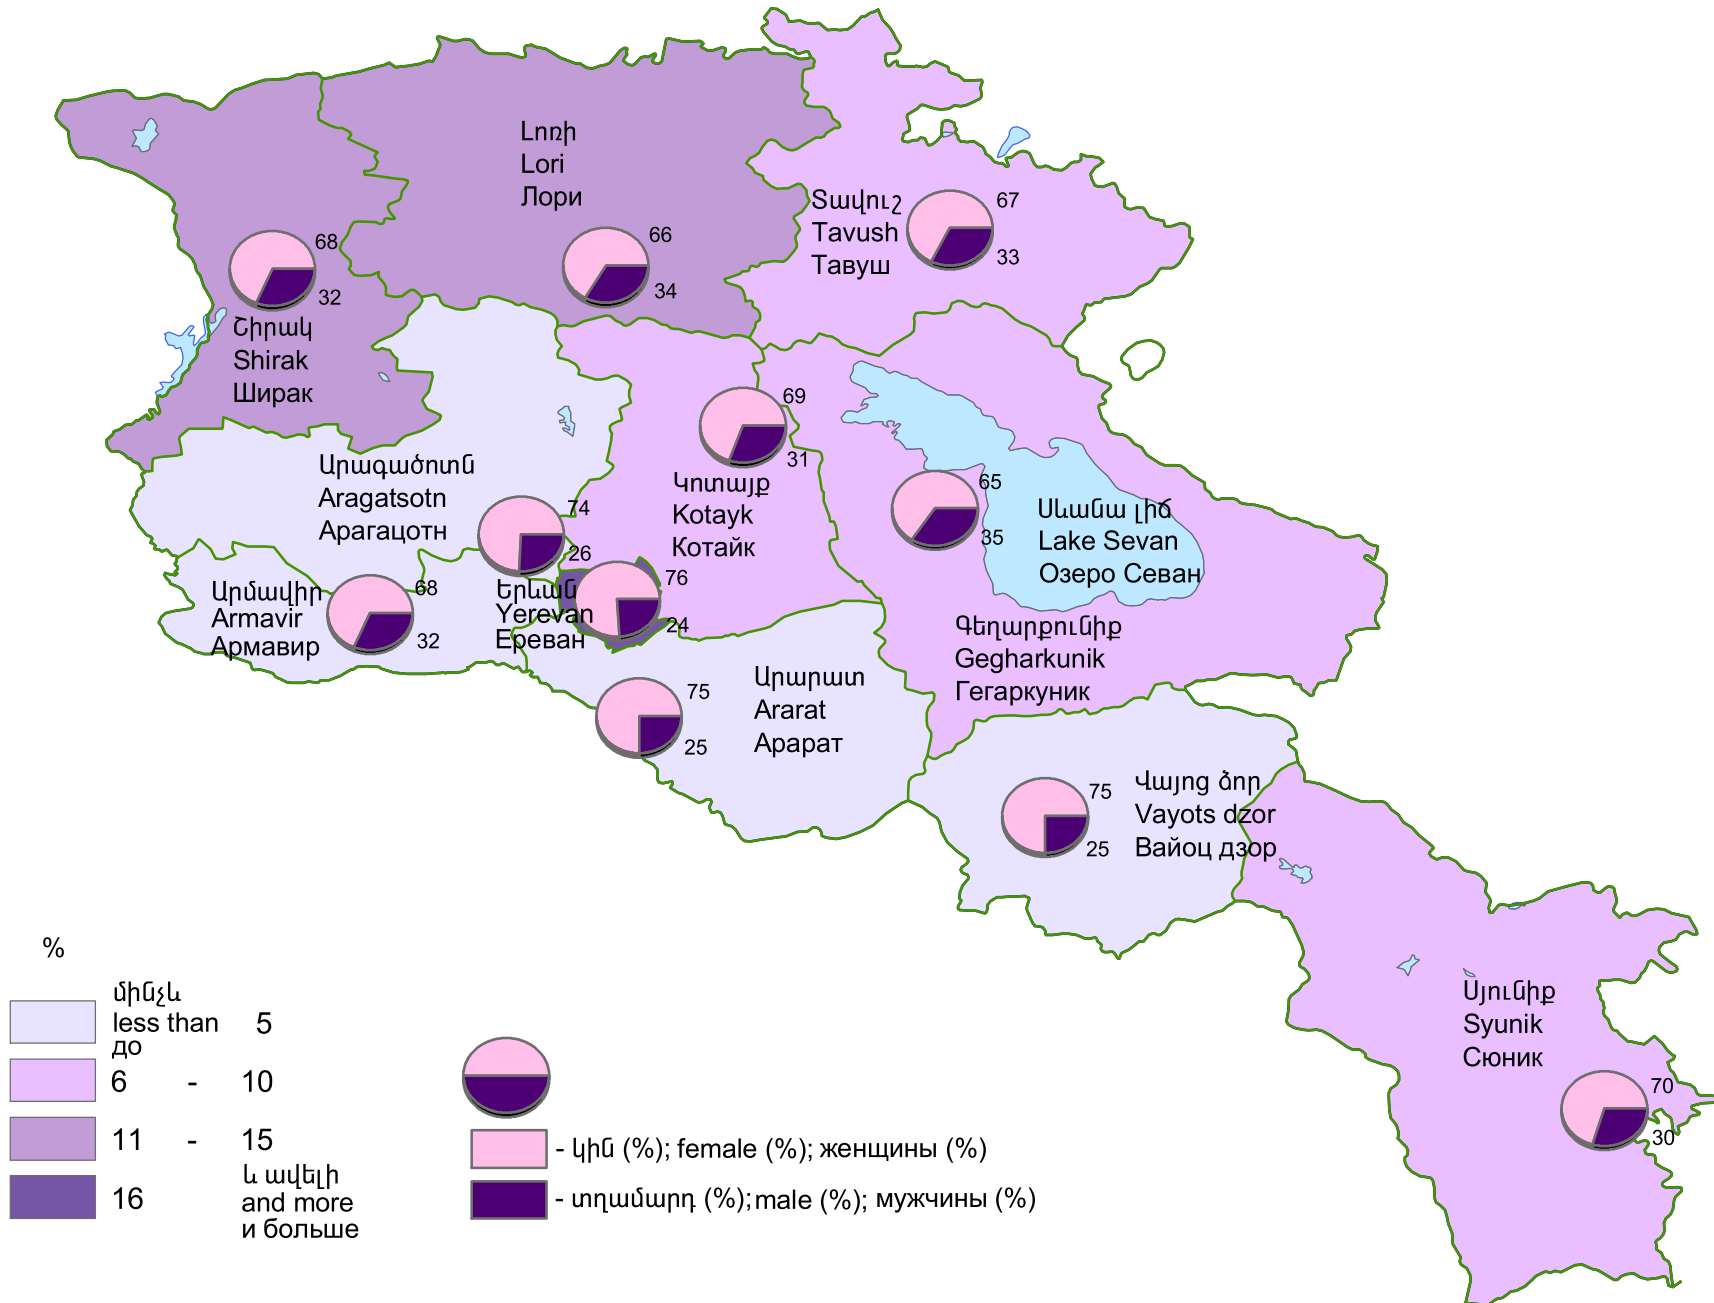 Լոռի
Lori
Лори
Տավուշ
Tavush
Тавуш
67
33
68
32
Շիրակ
Shirak
Ширак
66
34
69
31
Կոտայք
Kotayk
Котайк
65
35
Սևանա լիճ
Lake Sevan
Озеро Севан
Արագածոտն
Aragatsotn
Арагацотн
74
26
Արմավիր
Armavir
Армавир
68
32
Երևան
Yerevan
Ереван
76
24
Գեղարքունիք
Gegharkunik
Гегаркуник
Արարատ
Ararat
Арарат
75
25
Վայոց ձոր
Vayots dzor
Вайоц дзор
75
25
Սյունիք
Syunik
Сюник
70
30
%
մինչև
less than 5
до
6 - 10
11 - 15
16 և ավելի
and more
и больше
- կին (%); female (%); женщины (%)
- տղամարդ (%); male (%); мужчины (%)